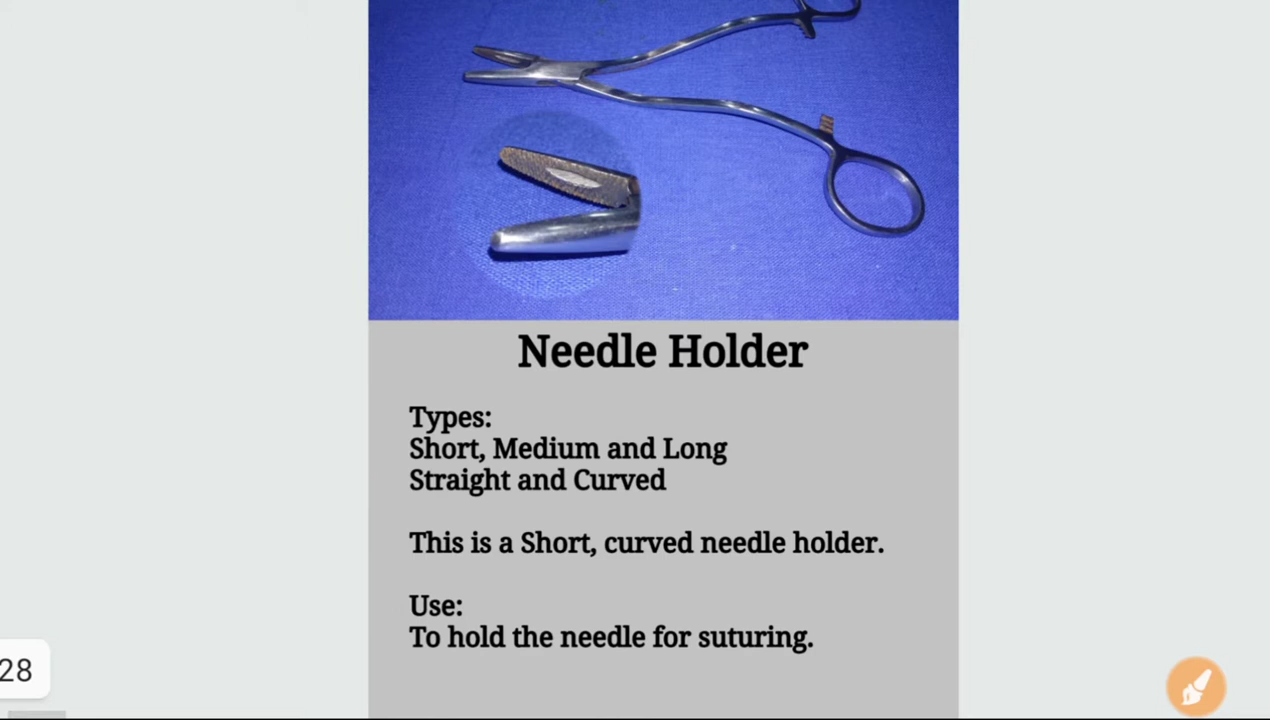 Needle Holder
Types:
Short, Medium and Long
Straight and Curved
This is a Short, curved needle holder.
Use:
To hold the needle for suturing.
28